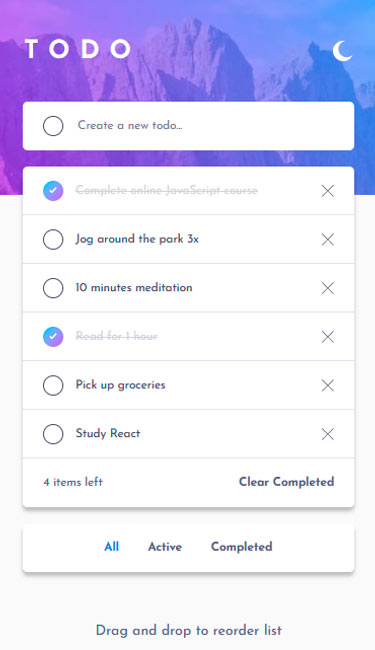 TODO
Create a new todo...
Complete online JavaScript course
Jog around the park 3x
10 minutes meditation
Read for 1 hour
Pick up groceries
Study React
4 items left Clear Completed
All Active Completed
Drag and drop to reorder list